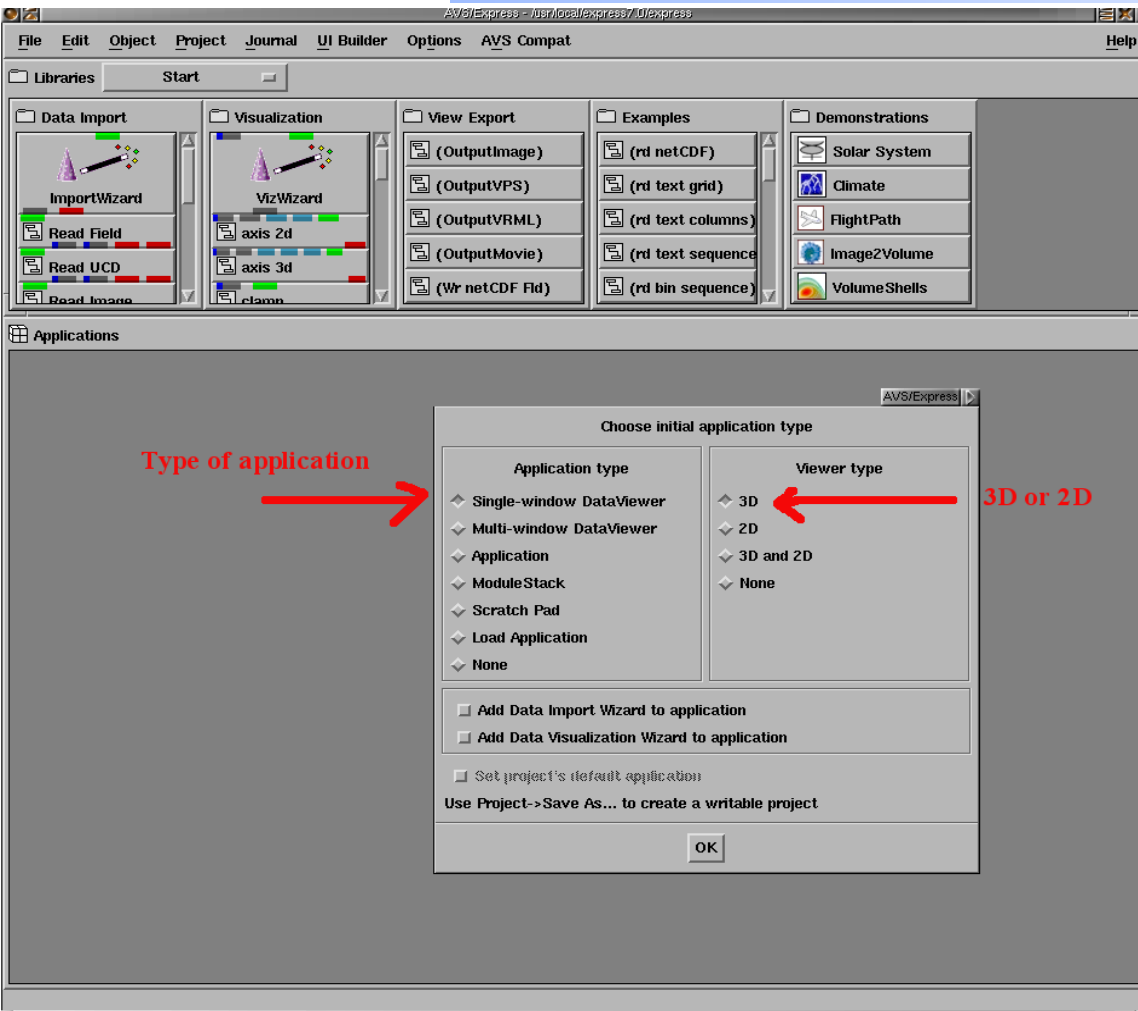 AVS/Express - /usr/local/express7.0/express
File Edit Object Project Journal UI Builder Options AVS Compat Help
Libraries Start
Data Import
ImportWizard
Read Field
Read UCD
Read Image
Visualization
VizWizard
axis 2d
axis 3d
clamp
View Export
(OutputImage)
(OutputVPS)
(OutputVRML)
(OutputMovie)
(Wr netCDF Fld)
Examples
(rd netCDF)
(rd text grid)
(rd text columns)
(rd text sequence
(rd bin sequence)
Demonstrations
Solar System
Climate
FlightPath
Image2Volume
VolumeShells
Applications
AVS/Express
Choose initial application type
Type of application
Application type
Single-window DataViewer
Multi-window DataViewer
Application
ModuleStack
Scratch Pad
Load Application
None
Viewer type
3D
2D
3D and 2D
None
3D or 2D
Add Data Import Wizard to application
Add Data Visualization Wizard to application
Set project's default application
Use Project->Save As... to create a writable project
OK